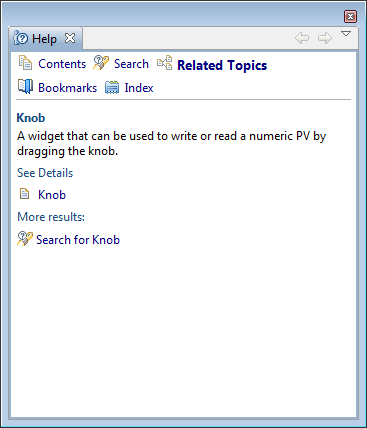 Help
Contents Search Related Topics
Bookmarks Index
Knob
A widget that can be used to write or read a numeric PV by
dragging the knob.
See Details
Knob
More results:
Search for Knob